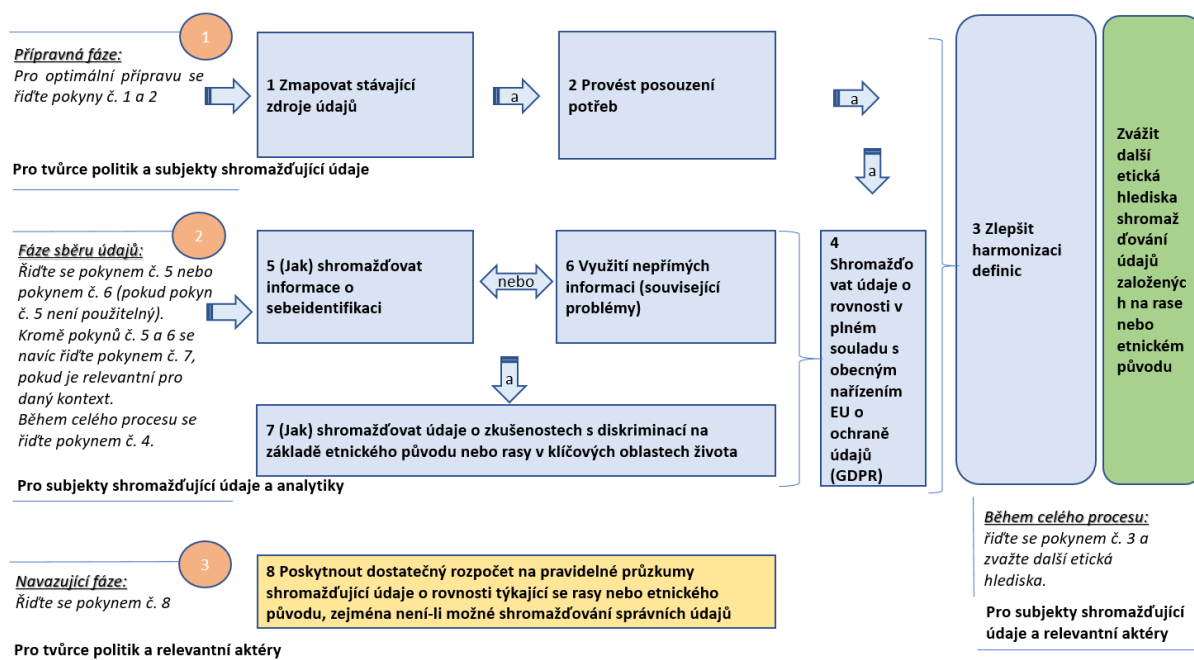 1
Přípravná fáze:
Pro optimální přípravu se
řiďte pokyny č. 1 a 2
1 Zmapovat stávající
zdroje údajů
a
2 Provést posouzení
potřeb
a
a
Pro tvůrce politik a subjekty shromažďující údaje
2
Fáze sběru údajů:
Řiďte se pokynem č. 5 nebo
pokynem č. 6 (pokud pokyn
č. 5 není použitelný).
Kromě pokynů č. 5 a 6 se
navíc řiďte pokynem č. 7,
pokud je relevantní pro
daný kontext.
Během celého procesu se
řiďte pokynem č. 4.
5 (Jak) shromažďovat
informace o
sebeidentifikaci
nebo
6 Využití nepřímých
informaci (související
problémy)
a
7 (Jak) shromažďovat údaje o zkušenostech s diskriminací na
základě etnického původu nebo rasy v klíčových oblastech života
Pro subjekty shromažďující údaje a analytiky
4
Shromažďo
vat údaje o
rovnosti v
plném
souladu s
obecným
nařízením
EU o
ochraně
údajů
(GDPR)
3 Zlepšit
harmonizaci
definic
Zvážit
další
etická
hlediska
shromaž
ďování
údajů
založenýc
h na rase
nebo
etnickém
původu
Během celého procesu:
řiďte se pokynem č. 3 a
zvažte další etická
hlediska.
Pro subjekty shromažďující
údaje a relevantní aktéry
3
Navazující fáze:
Řiďte se pokynem č. 8
8 Poskytnout dostatečný rozpočet na pravidelné průzkumy
shromažďující údaje o rovnosti týkající se rasy nebo etnického
původu, zejména není-li možné shromažďování správních údajů
Pro tvůrce politik a relevantní aktéry